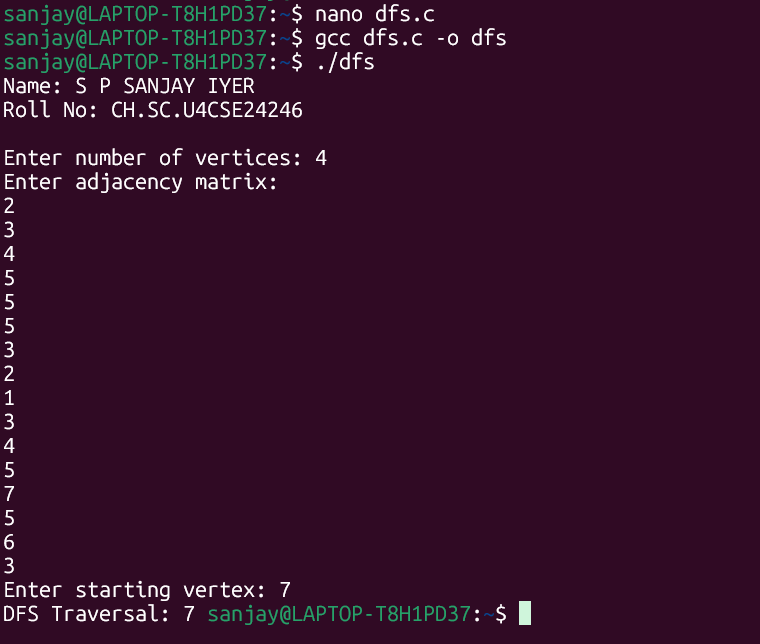 sanjay@LAPTOP-T8H1PD37:~$ nano dfs.c
sanjay@LAPTOP-T8H1PD37:~$ gcc dfs.c -o dfs
sanjay@LAPTOP-T8H1PD37:~$ ./dfs
Name: S P SANJAY IYER
Roll No: CH.SC.U4CSE24246
Enter number of vertices: 4
Enter adjacency matrix:
2
3
4
5
5
5
3
2
1
3
4
5
7
5
6
3
Enter starting vertex: 7
DFS Traversal: 7 sanjay@LAPTOP-T8H1PD37:~$